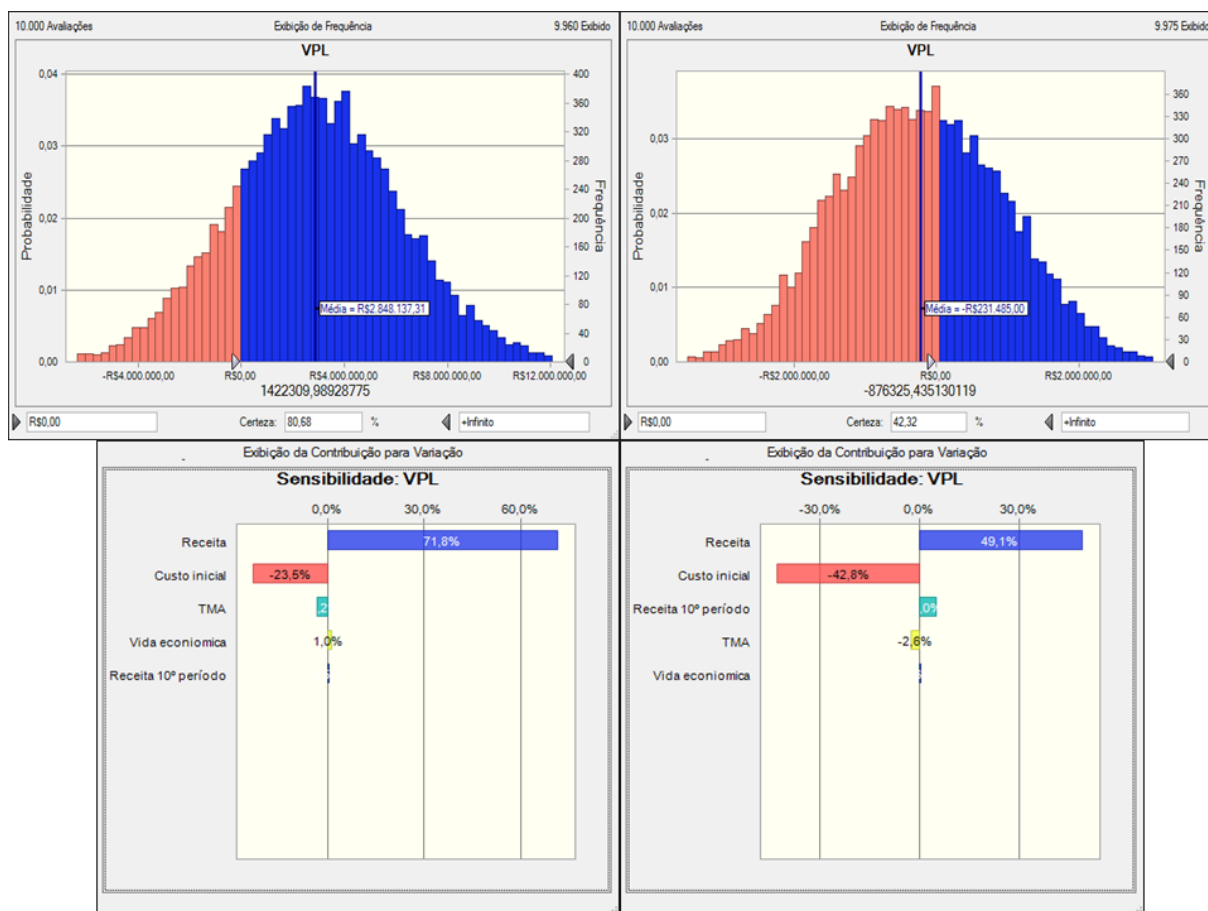 10.000 Avaliações Exibição de Frequência 9.960 Exibido
VPL
0,04
0,03
0,02
0,01
0,00
Probabilidade
400
360
320
280
240
200
160
120
80
40
0
Frequência
Média = R$2.848.137,31
-R$4.000.000,00 R$0,00 R$4.000.000,00 R$8.000.000,00 R$12.000.000,00
1422309,98928775
R$0,00 Certeza: 80,68 % +Infinito
10.000 Avaliações Exibição de Frequência 9.975 Exibido
VPL
0,03
0,02
0,01
0,00
Probabilidade
360
330
300
270
240
210
180
150
120
90
60
30
0
Frequência
Média = -R$231.485,00
-R$2.000.000,00 R$0,00 R$2.000.000,00
-876325,435130119
R$0,00 Certeza: 42,32 % +Infinito
Exibição da Contribuição para Variação
Sensibilidade: VPL
0,0% 30,0% 60,0%
Receita 71,8%
Custo inicial -23,5%
TMA
Vida econiomica 1,0%
Receita 10º período
Exibição da Contribuição para Variação
Sensibilidade: VPL
-30,0% 0,0% 30,0%
Receita 49,1%
Custo inicial -42,8%
Receita 10º período
TMA -2,6%
Vida econiomica